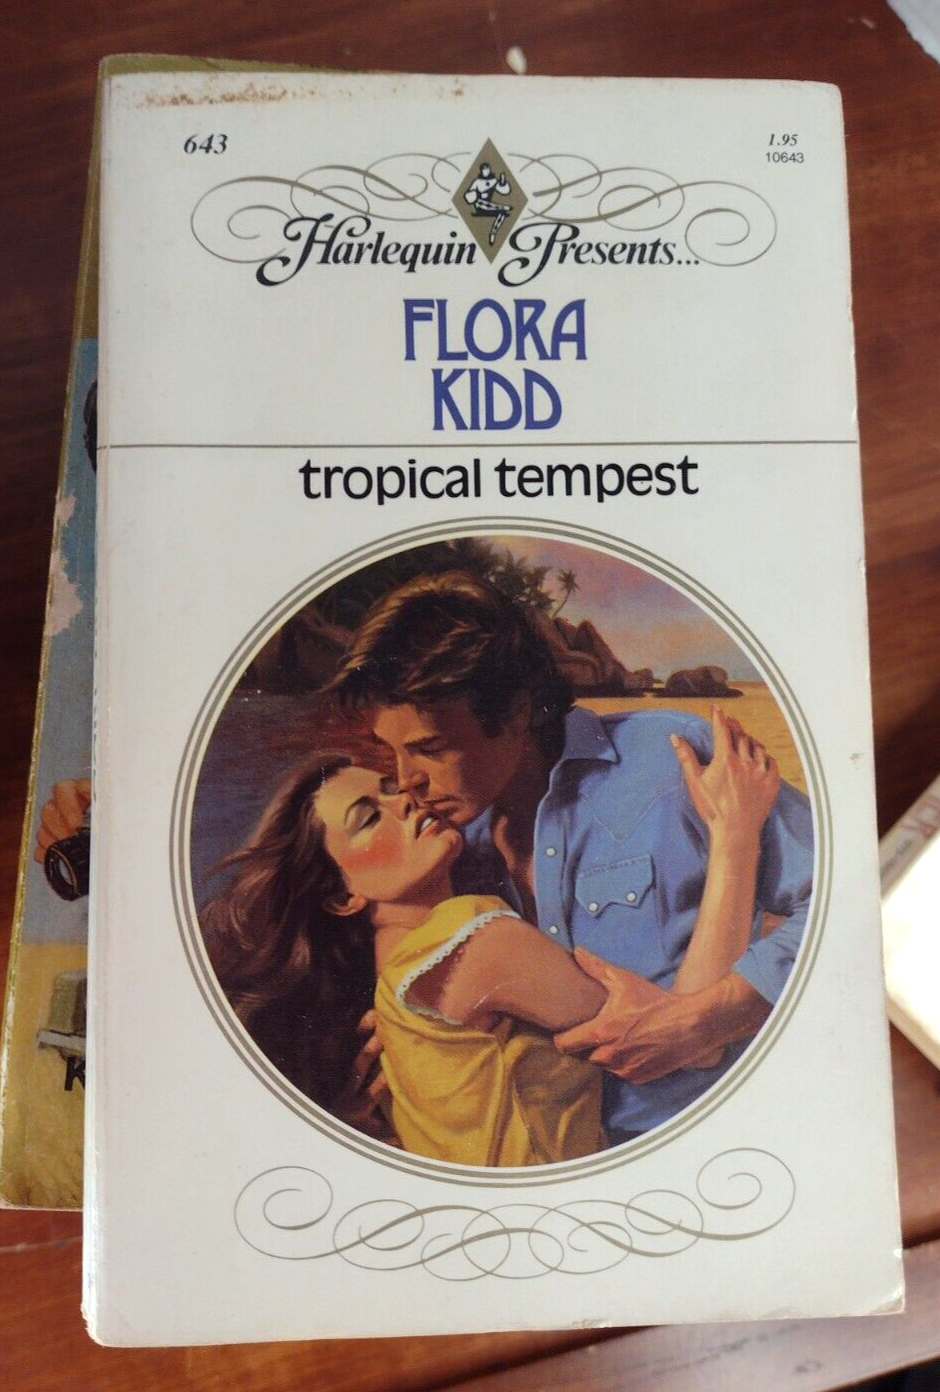 643
1.95
10643
Harlequin Presents...
FLORA
KIDD
tropical tempest
K